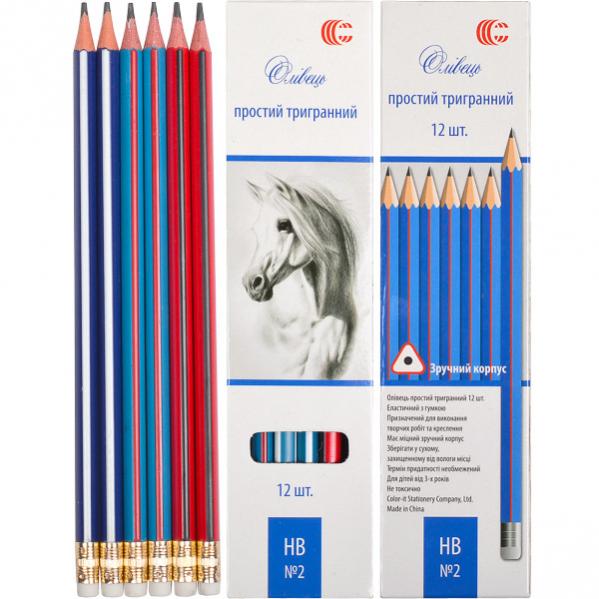 Олівець
простий тригранний
12 шт.
HB
№2
Олівець
простий тригранний
12 шт.
Зручний корпус
Олівець простий тригранний 12 шт.
Еластичний з гумкою
Призначений для виконання
творчих робіт та креслення
Має міцний зручний корпус
Зберігати у сухому,
захищенному від вологи місці
Термін придатності необмежений
Для дітей від 3-х років
Не токсично
Color-it Stationery Company, Ltd.
Made in China
HB
№2